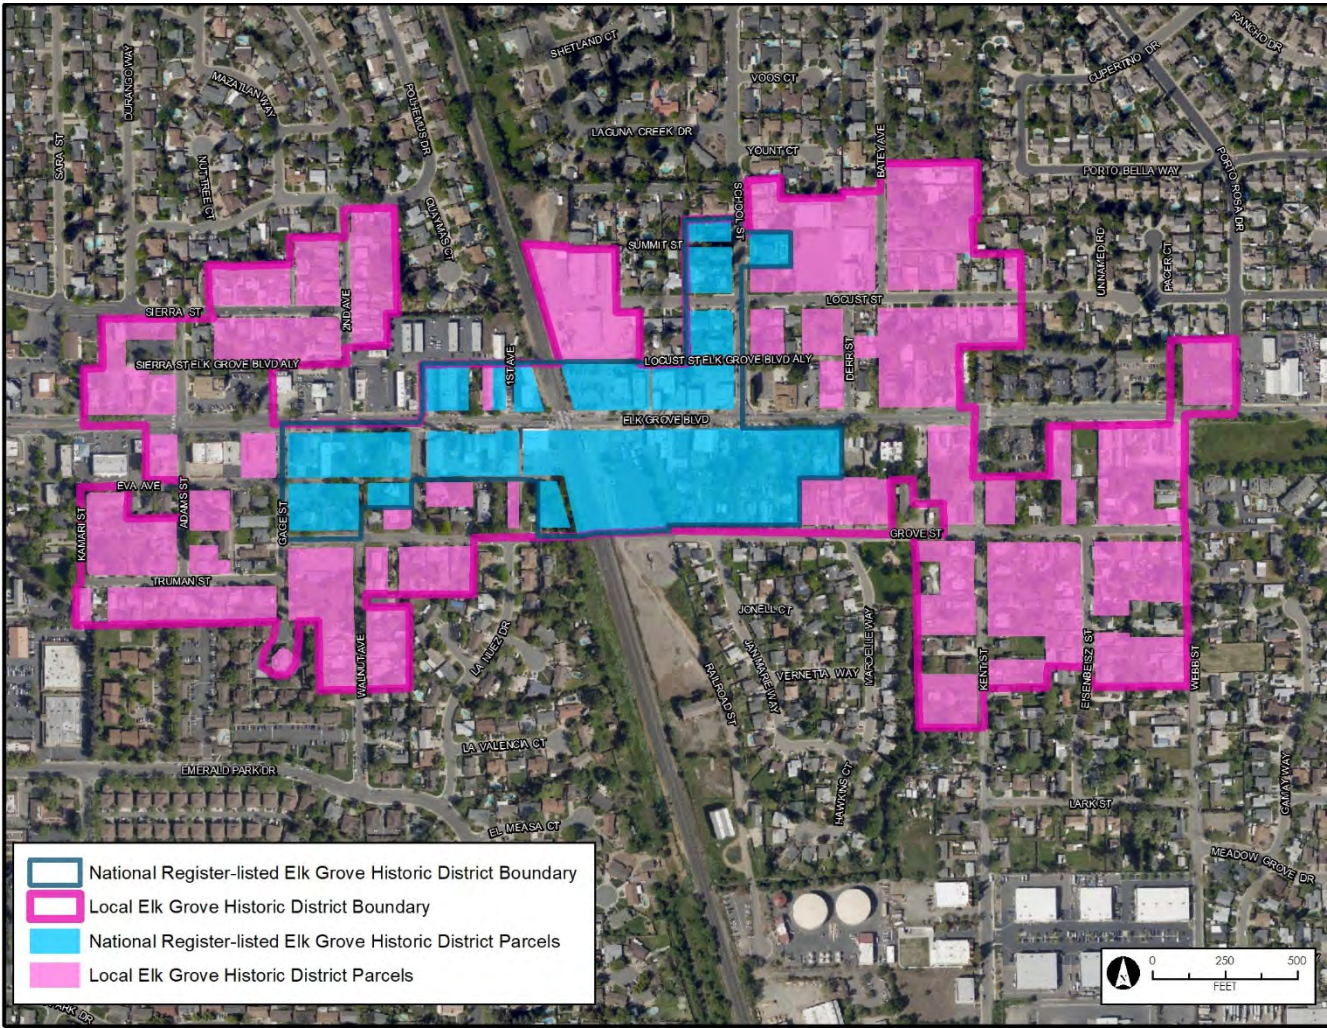 SHETLAND CT
RANCHO DR
DURANGO WAY
MAZATLAN WAY
POLHEMUS DR
VOOS CT
CUPERTINO DR
SARA ST
LAGUNA CREEK DR
BATEY AVE
YOUNT CT
NUT TREE CT
PORTO BELLA WAY
PORTO ROSA DR
SCHOOL ST
GUAYMAS CT
SUMMIT ST
UNNAMED RD
PACER CT
SIERRA ST
2ND AVE
LOCUST ST
SIERRA ST ELK GROVE BLVD ALY
1ST AVE
LOCUST ST ELK GROVE BLVD ALY
DERR ST
ELK GROVE BLVD
EVA AVE
ADAMS ST
KAMARI ST
GAGE ST
GROVE ST
TRUMAN ST
JONELL CT
JAN MARIE WAY
MARDELLE WAY
LA NUEZ DR
WALNUT AVE
VERNETTA WAY
KENT ST
EISENBEISZ ST
WEBB ST
RAILROAD ST
LA VALENCIA CT
EMERALD PARK DR
HAWKINS CT
GAMAY WAY
LARK ST
EL MEASA CT
MEADOW GROVE DR
National Register-listed Elk Grove Historic District Boundary
Local Elk Grove Historic District Boundary
National Register-listed Elk Grove Historic District Parcels
Local Elk Grove Historic District Parcels
N
0 250 500
FEET
PARK DR